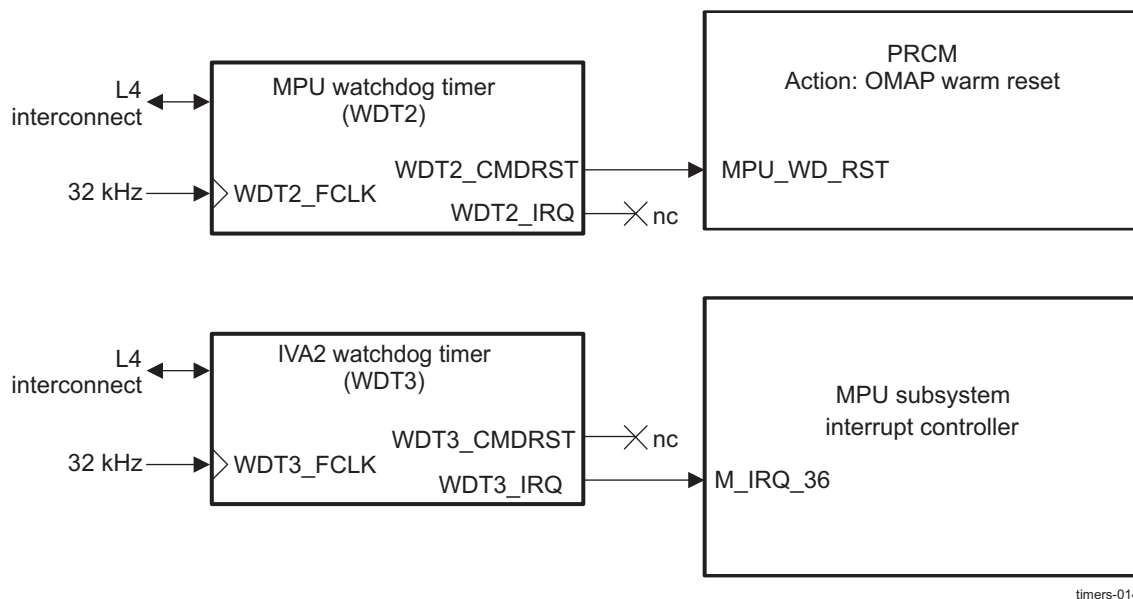 MPU watchdog timer
(WDT2)
L4
interconnect
32 kHz
WDT2_FCLK
WDT2_CMDRST
WDT2_IRQ
nc
PRCM
Action: OMAP warm reset
MPU_WD_RST
IVA2 watchdog timer
(WDT3)
L4
interconnect
32 kHz
WDT3_FCLK
WDT3_CMDRST
nc
WDT3_IRQ
MPU subsystem
interrupt controller
M_IRQ_36